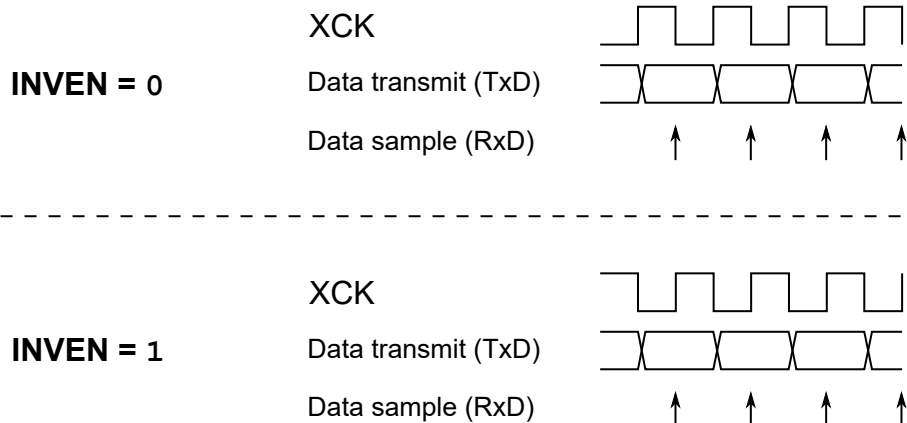 XCK
INVEN = 0 Data transmit (TxD)
Data sample (RxD)
XCK
INVEN = 1 Data transmit (TxD)
Data sample (RxD)